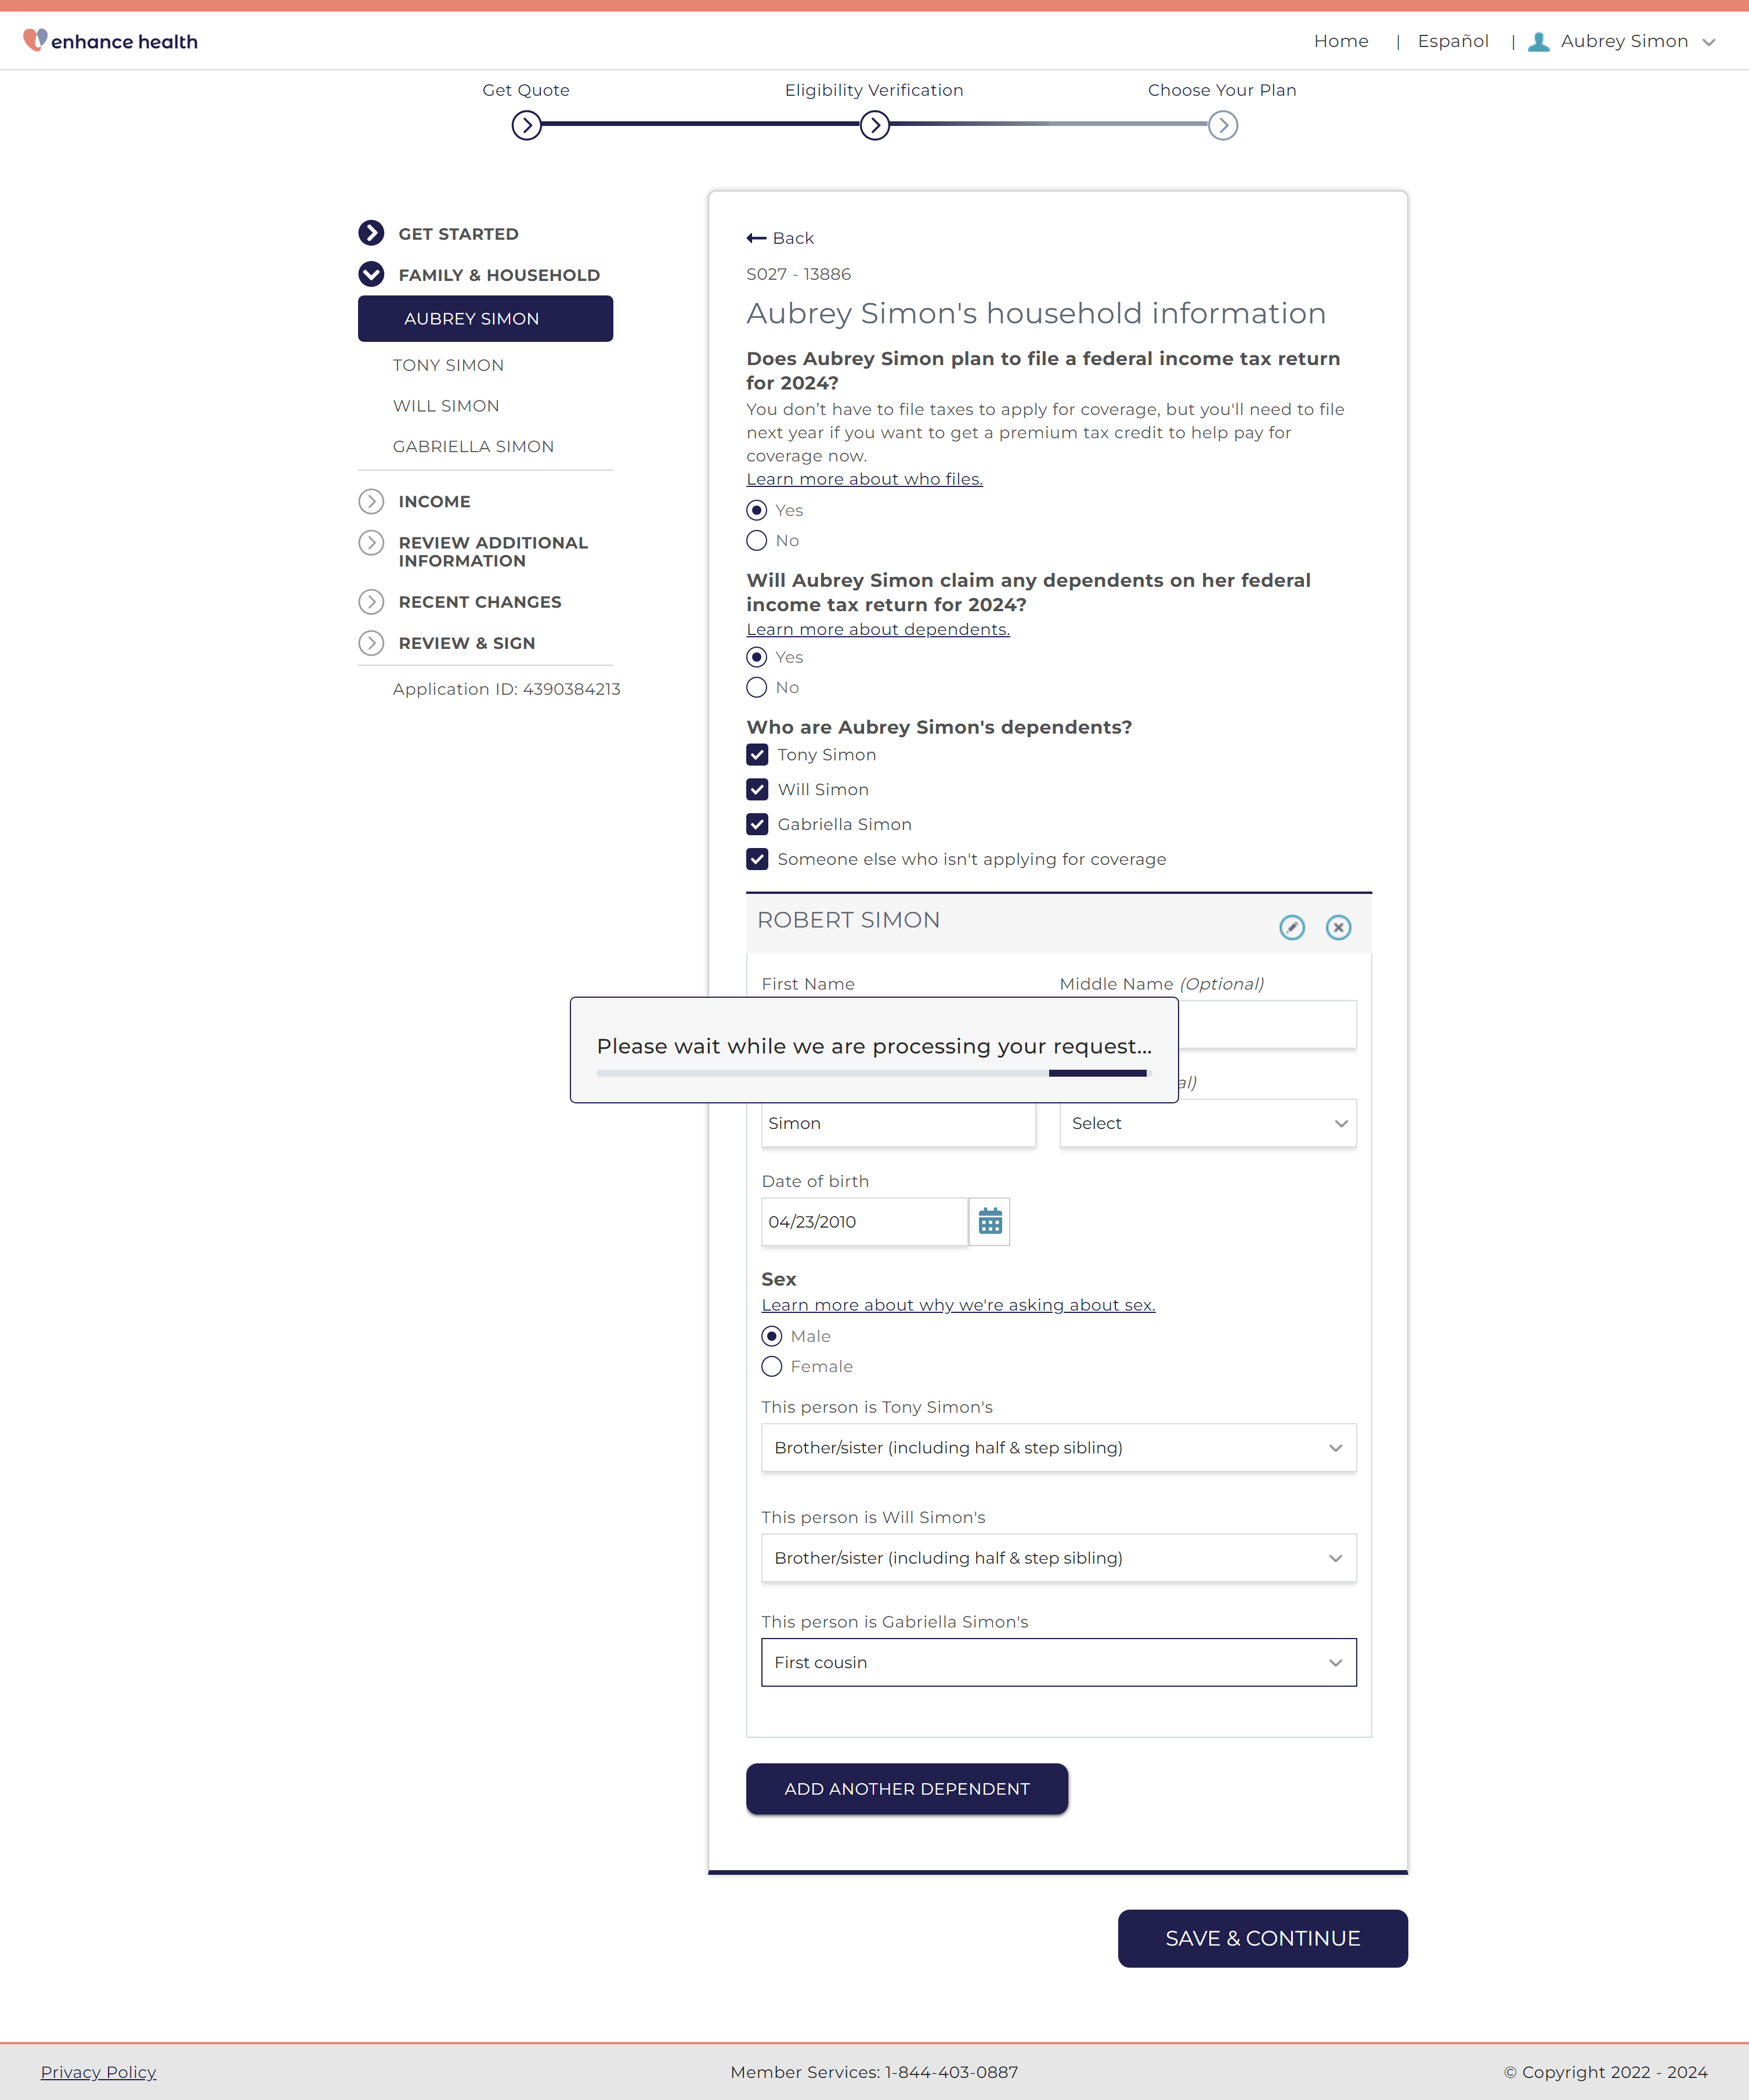 enhance health
Home | Español | Aubrey Simon
Get Quote
Eligibility Verification
Choose Your Plan
GET STARTED
FAMILY & HOUSEHOLD
AUBREY SIMON
TONY SIMON
WILL SIMON
GABRIELLA SIMON
INCOME
REVIEW ADDITIONAL
INFORMATION
RECENT CHANGES
REVIEW & SIGN
Application ID: 4390384213
Back
S027 - 13886
Aubrey Simon's household information
Does Aubrey Simon plan to file a federal income tax return
for 2024?
You don’t have to file taxes to apply for coverage, but you'll need to file
next year if you want to get a premium tax credit to help pay for
coverage now.
Learn more about who files.
Yes
No
Will Aubrey Simon claim any dependents on her federal
income tax return for 2024?
Learn more about dependents.
Yes
No
Who are Aubrey Simon's dependents?
Tony Simon
Will Simon
Gabriella Simon
Someone else who isn't applying for coverage
ROBERT SIMON
First Name
Middle Name (Optional)
Please wait while we are processing your request...
Simon
Select
Date of birth
04/23/2010
Sex
Learn more about why we're asking about sex.
Male
Female
This person is Tony Simon's
Brother/sister (including half & step sibling)
This person is Will Simon's
Brother/sister (including half & step sibling)
This person is Gabriella Simon's
First cousin
ADD ANOTHER DEPENDENT
SAVE & CONTINUE
Privacy Policy
Member Services: 1-844-403-0887
© Copyright 2022 - 2024